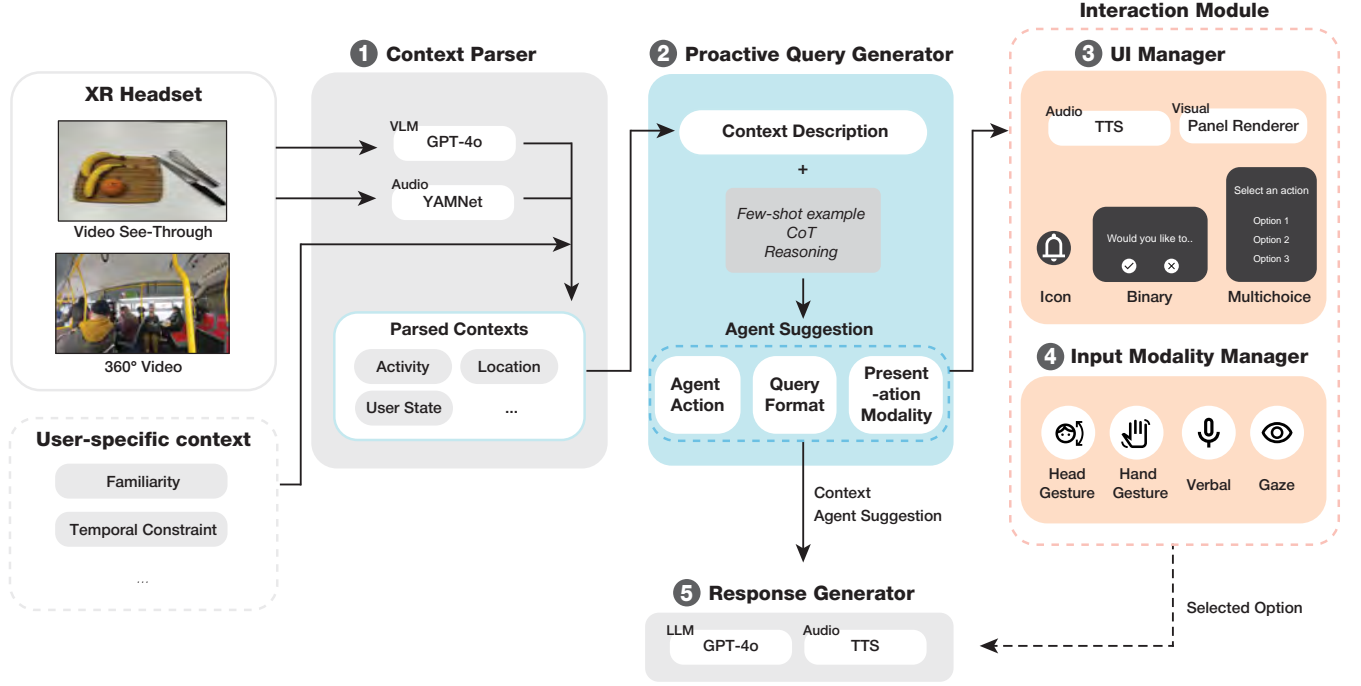 XR Headset
Video See-Through
360° Video
User-specific context
Familiarity
Temporal Constraint
...
1 Context Parser
VLM
GPT-4o
Audio
YAMNet
Parsed Contexts
Activity
Location
User State
...
2 Proactive Query Generator
Context Description
+
Few-shot example
CoT
Reasoning
Agent Suggestion
Agent
Action
Query
Format
Present
-ation
Modality
Context
Agent Suggestion
Interaction Module
3 UI Manager
Audio
TTS
Visual
Panel Renderer
Icon
Would you like to..
Binary
Select an action
Option 1
Option 2
Option 3
Multichoice
4 Input Modality Manager
Head
Gesture
Hand
Gesture
Verbal
Gaze
Selected Option
5 Response Generator
LLM
GPT-4o
Audio
TTS